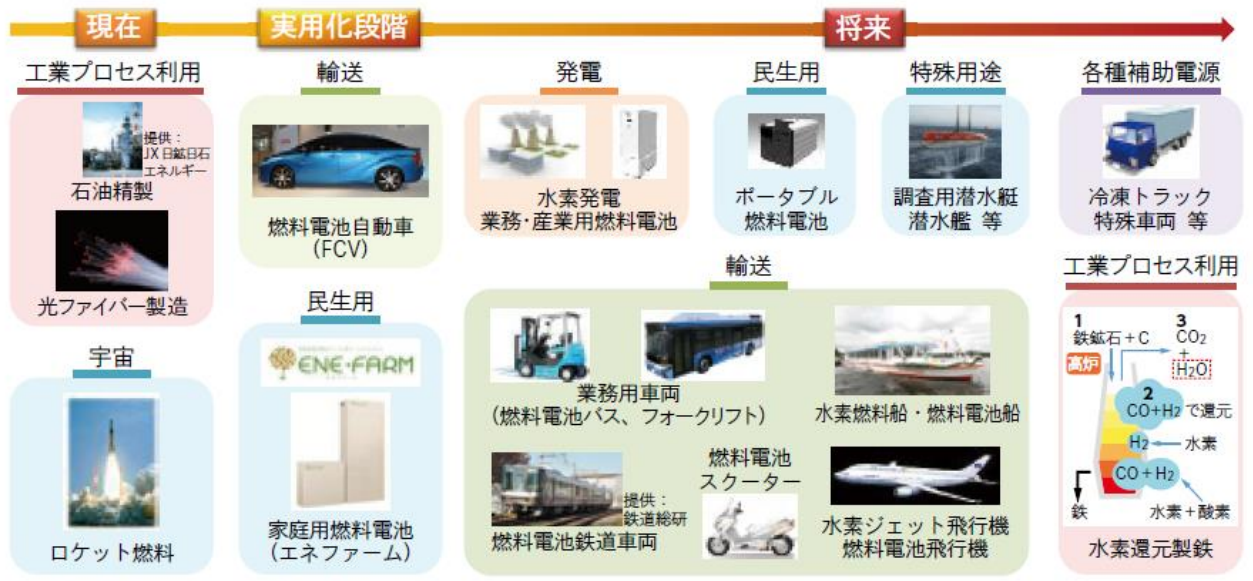 現在
実用化段階
将来
工業プロセス利用
提供：
JX日鉱日石
エネルギー
石油精製
光ファイバー製造
宇宙
ロケット燃料
輸送
燃料電池自動車
(FCV)
民生用
ENE・FARM
家庭用燃料電池
(エネファーム)
発電
水素発電
業務・産業用燃料電池
民生用
ポータブル
燃料電池
特殊用途
調査用潜水艇
潜水艦 等
各種補助電源
冷凍トラック
特殊車両 等
輸送
業務用車両
(燃料電池バス、フォークリフト)
水素燃料船・燃料電池船
提供：
鉄道総研
燃料電池鉄道車両
燃料電池
スクーター
水素ジェット飛行機
燃料電池飛行機
工業プロセス利用
1
鉄鉱石＋C
3
CO₂
+
H₂O
高炉
2
CO+H₂で還元
H₂
水素
CO+H₂
鉄
水素＋酸素
水素還元製鉄